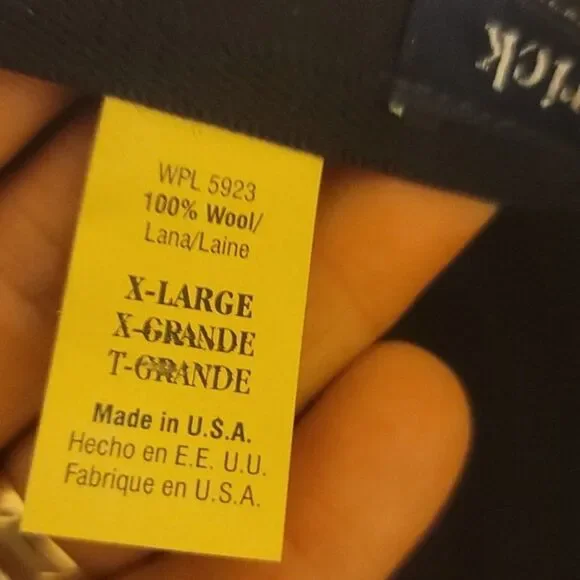 WPL 5923
100% Wool/
Lana/Laine
X-LARGE
X-GRANDE
T-GRANDE
Made in U.S.A.
Hecho en E.E. U.U.
Fabrique en U.S.A.